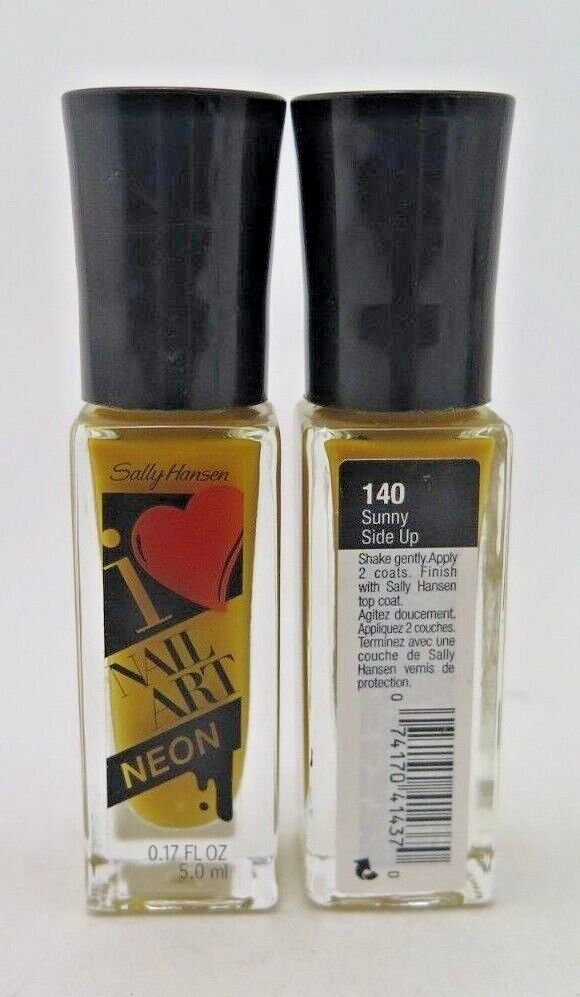 Sally Hansen
i
NAIL
ART
NEON
0.17 FL OZ
5.0 ml
140
Sunny
Side Up
Shake gently.Apply
2 coats. Finish
with Sally Hansen
top coat.
Agitez doucement.
Appliquez 2 couches.
Terminez avec une
couche de Sally
Hansen vernis de
protection.
0 74170 41437 0